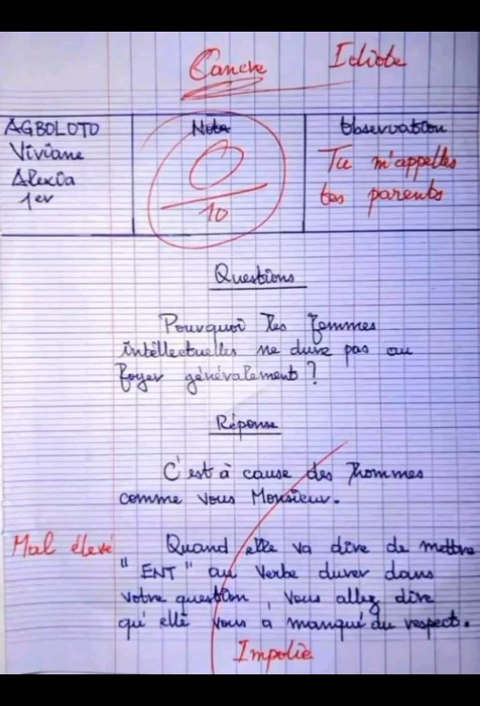 Cancre Idiote
AGBOLOTO
Viviane
Alexia
1er
Note
0
10
Observation
Tu m'appelles
tes parents
Questions
Pourquoi les femmes
intellectuelles ne dure pas au
foyer généralement ?
Réponse
C'est à cause des hommes
comme vous Monsieur.
Mal élevé
Quand elle va dire de mettre
" ENT " au verbe durer dans
votre question, vous allez dire
qu'elle vous a manqué du respect.
Impolie